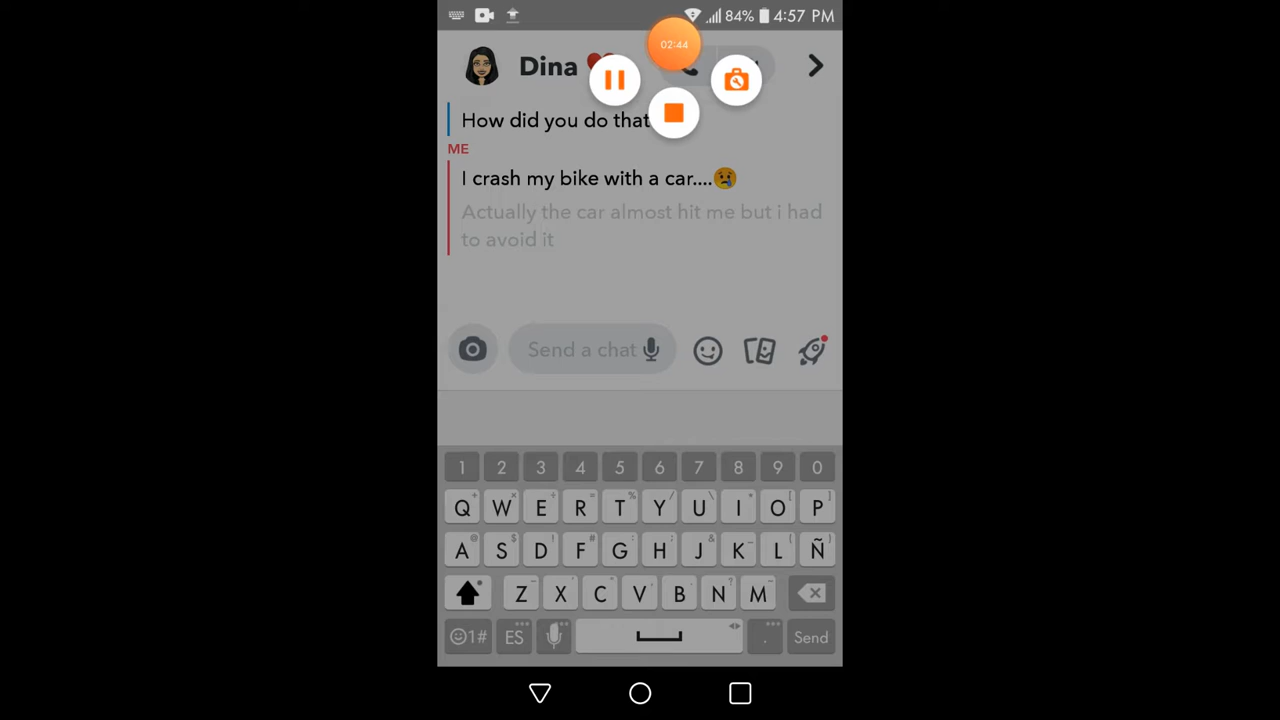 84% 4:57 PM
02:44
Dina
How did you do that
ME
I crash my bike with a car....😢
Actually the car almost hit me but i had
to avoid it
Send a chat
1 2 3 4 5 6 7 8 9 0
Q W E R T Y U I O P
A S D F G H J K L Ñ
Z X C V B N M
1# ES . Send